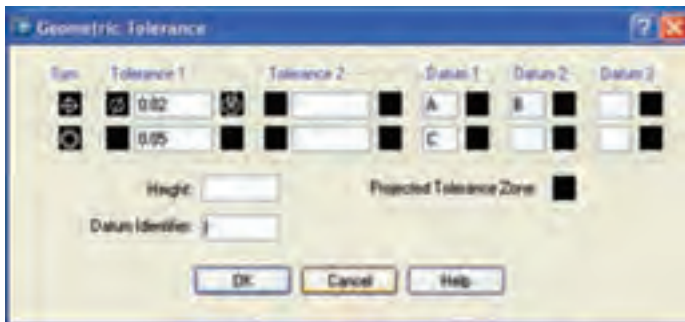 Geometric Tolerance
Sym Tolerance 1 Tolerance 2 Datum 1 Datum 2 Datum 3
0.02 A B
0.05 C
Height:
Projected Tolerance Zone:
Datum Identifier:
OK Cancel Help